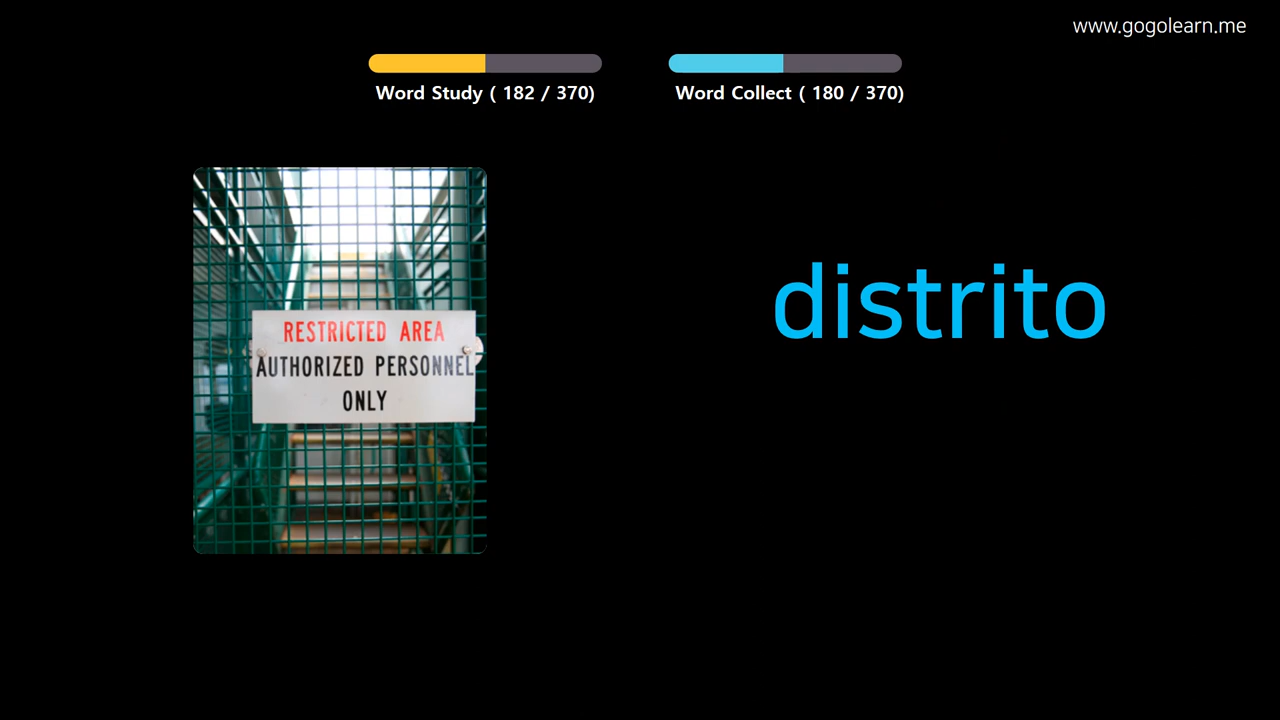 www.gogolearn.me
Word Study ( 182 / 370)
Word Collect ( 180 / 370)
RESTRICTED AREA
AUTHORIZED PERSONNEL
ONLY
distrito